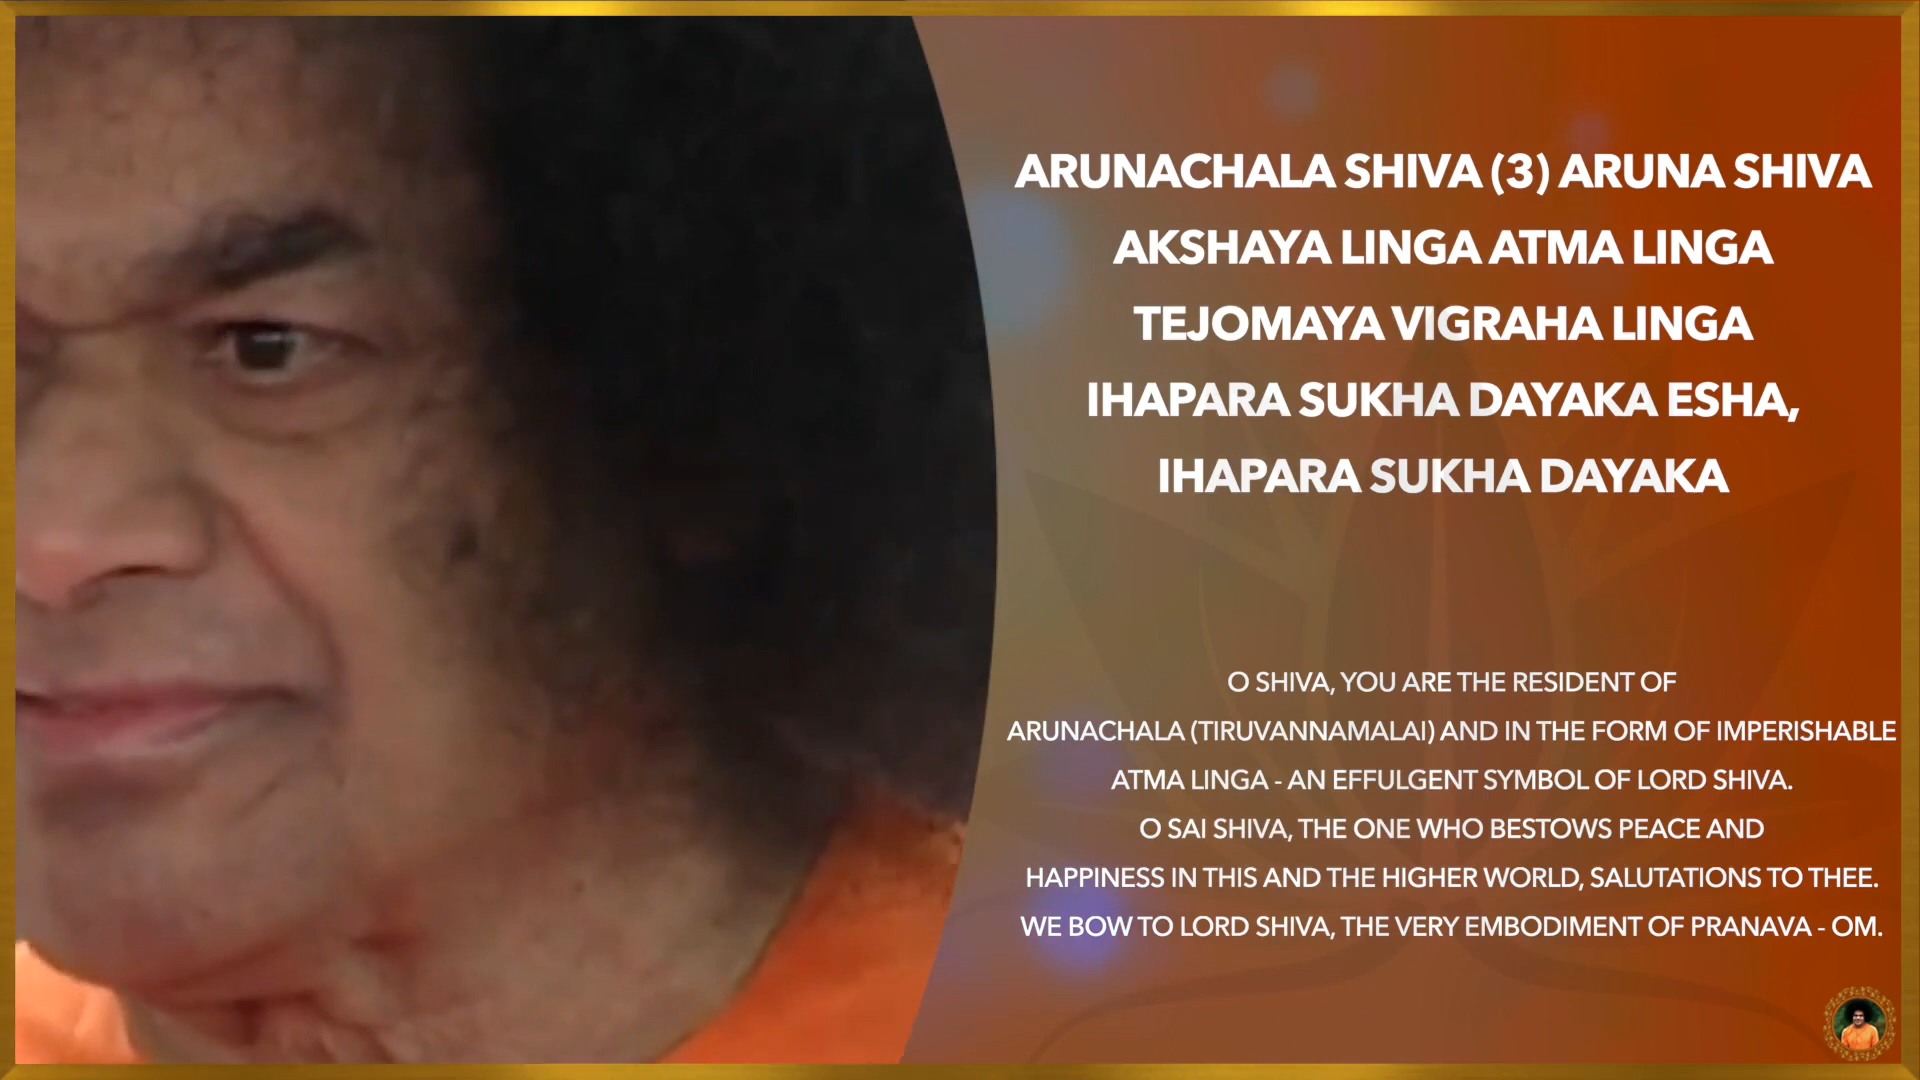 ARUNACHALA SHIVA (3) ARUNA SHIVA
AKSHAYA LINGA ATMA LINGA
TEJOMAYA VIGRAHA LINGA
IHAPARA SUKHA DAYAKA ESHA,
IHAPARA SUKHA DAYAKA
O SHIVA, YOU ARE THE RESIDENT OF
ARUNACHALA (TIRUVANNAMALAI) AND IN THE FORM OF IMPERISHABLE
ATMA LINGA - AN EFFULGENT SYMBOL OF LORD SHIVA.
O SAI SHIVA, THE ONE WHO BESTOWS PEACE AND
HAPPINESS IN THIS AND THE HIGHER WORLD, SALUTATIONS TO THEE.
WE BOW TO LORD SHIVA, THE VERY EMBODIMENT OF PRANAVA - OM.